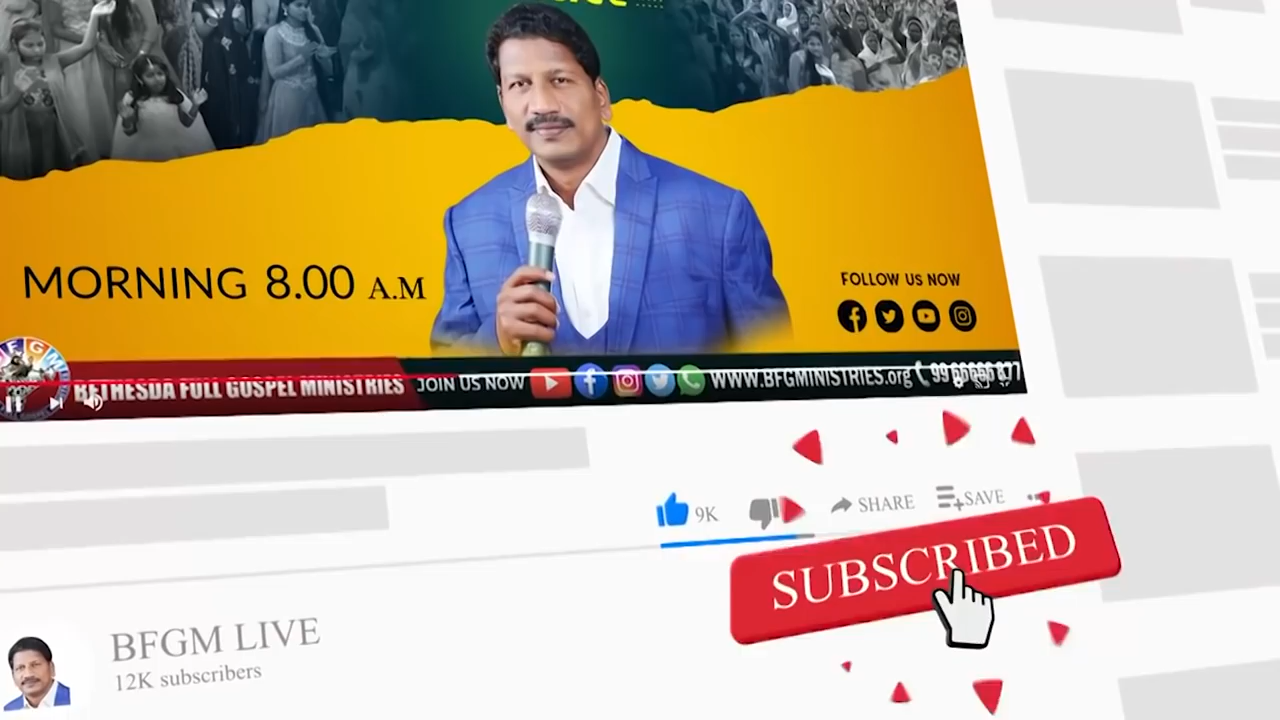 MORNING 8.00 A.M
FOLLOW US NOW
BFGM
BETHESDA FULL GOSPEL MINISTRIES JOIN US NOW WWW.BFGMINISTRIES.org
9K SHARE SAVE
SUBSCRIBED
BFGM LIVE
12K subscribers